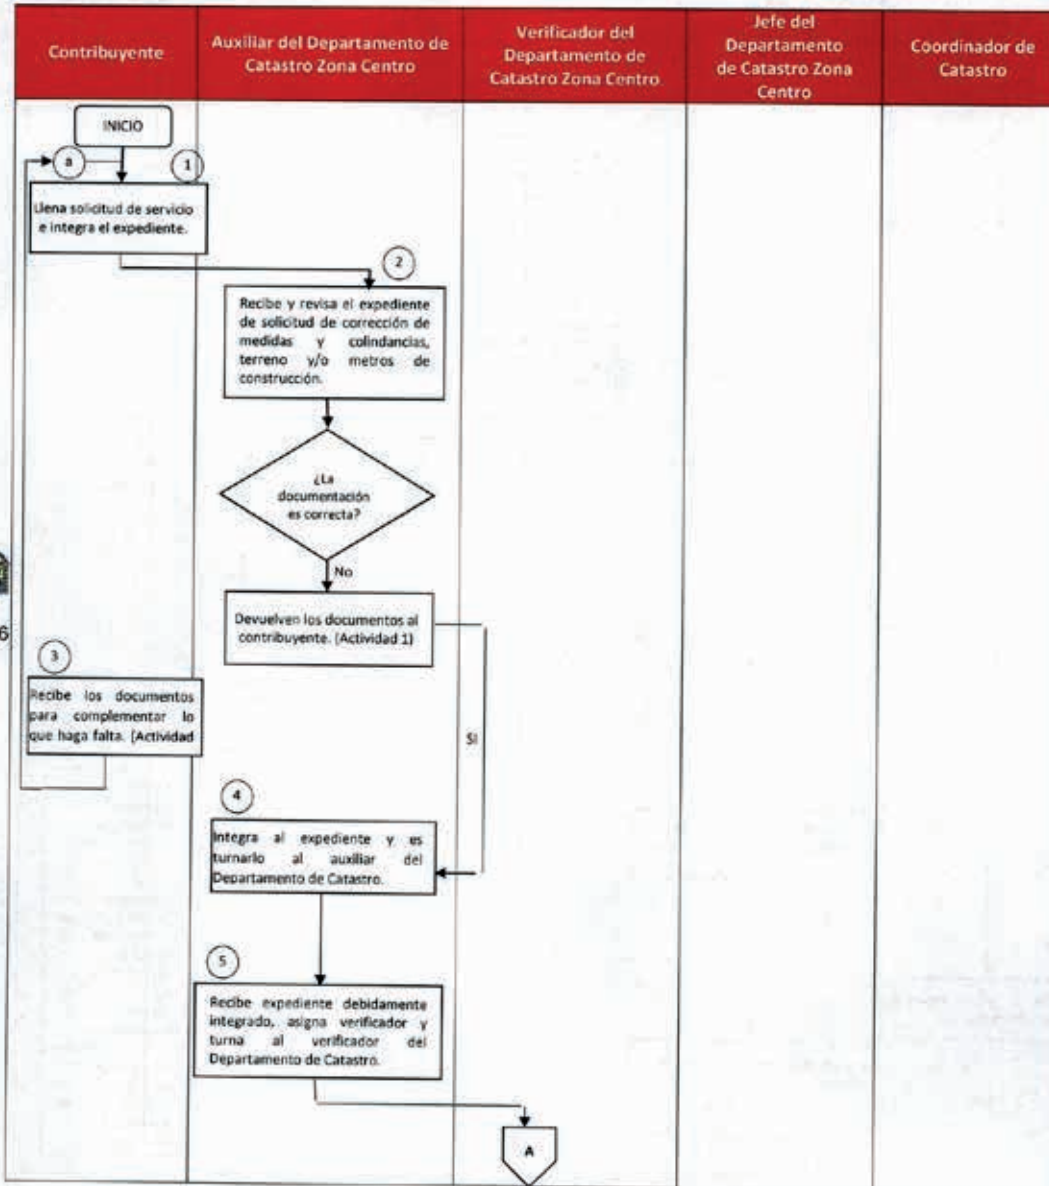 Contribuyente
Auxiliar del Departamento de
Catastro Zona Centro
Verificador del
Departamento de
Catastro Zona Centro
Jefe del
Departamento
de Catastro Zona
Centro
Coordinador de
Catastro
INICIO
a
1
Llena solicitud de servicio
e integra el expediente.
2
Recibe y revisa el expediente
de solicitud de corrección de
medidas y colindancias,
terreno y/o metros de
construcción.
¿La
documentación
es correcta?
No
Devuelven los documentos al
contribuyente. (Actividad 1)
6
3
Recibe los documentos
para complementar lo
que haga falta. (Actividad
SI
4
Integra al expediente y es
turnarlo al auxiliar del
Departamento de Catastro.
5
Recibe expediente debidamente
integrado, asigna verificador y
turna al verificador del
Departamento de Catastro.
A